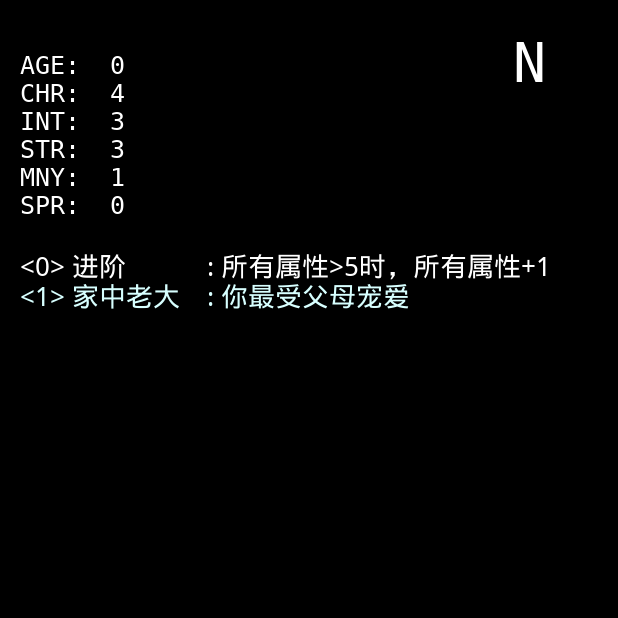 N
AGE: 0
CHR: 4
INT: 3
STR: 3
MNY: 1
SPR: 0
<0> 进阶 : 所有属性>5时，所有属性+1
<1> 家中老大 : 你最受父母宠爱